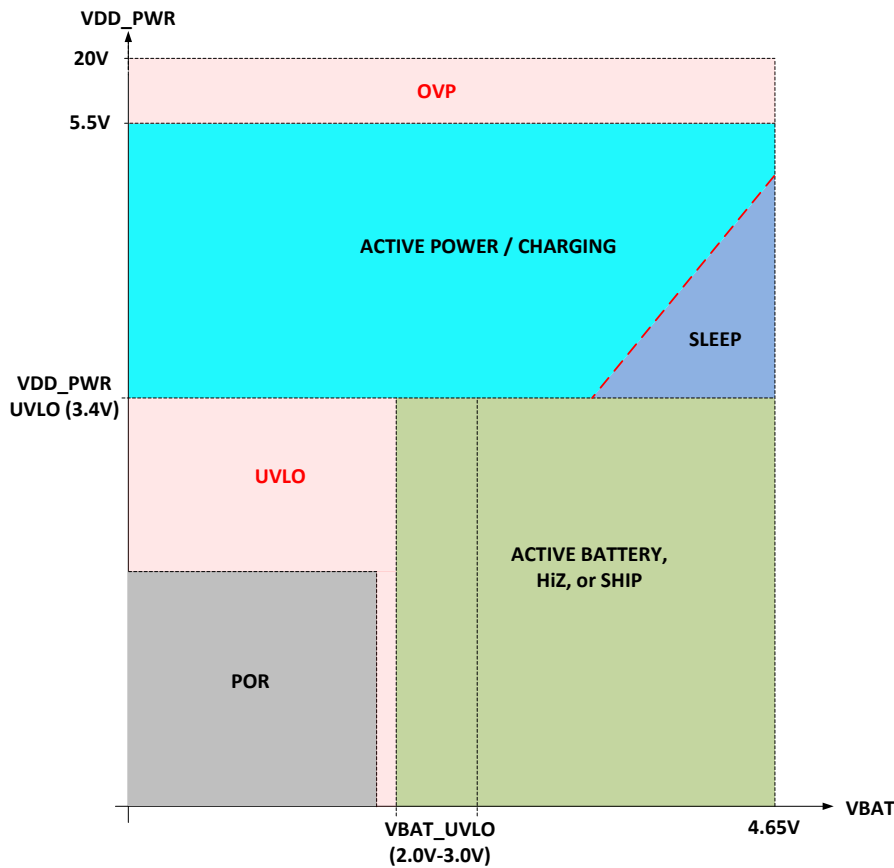 VDD_PWR
20V
OVP
5.5V
ACTIVE POWER / CHARGING
SLEEP
VDD_PWR
UVLO (3.4V)
UVLO
ACTIVE BATTERY,
HiZ, or SHIP
POR
VBAT
VBAT_UVLO
(2.0V-3.0V)
4.65V